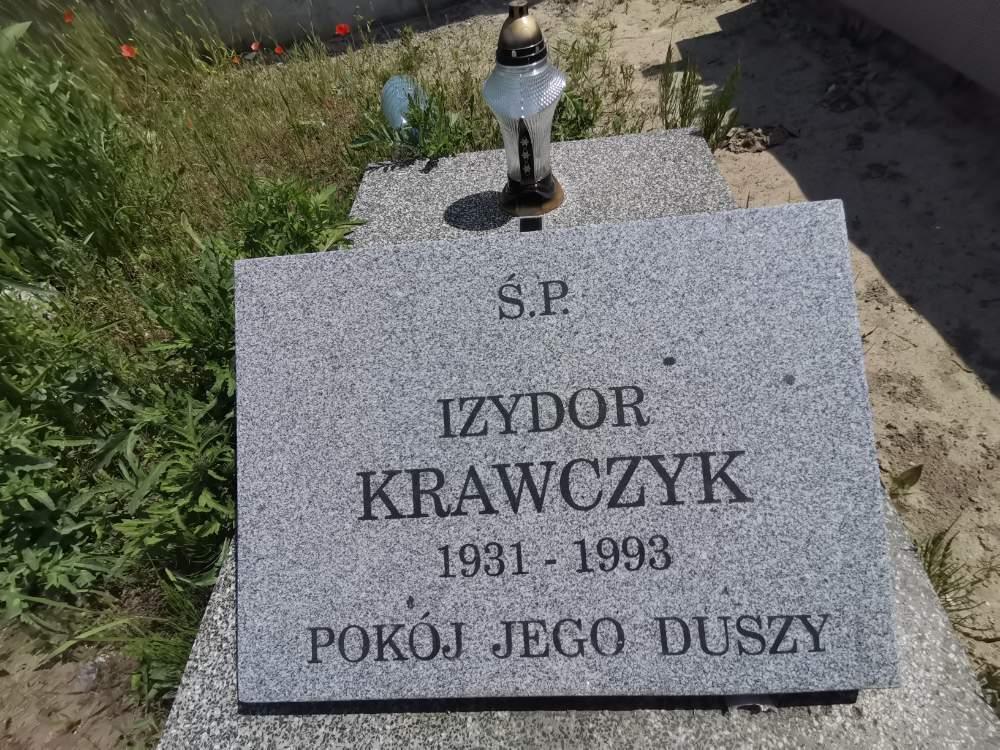 Ś.P.
IZYDOR
KRAWCZYK
1931 - 1993
POKÓJ JEGO DUSZY